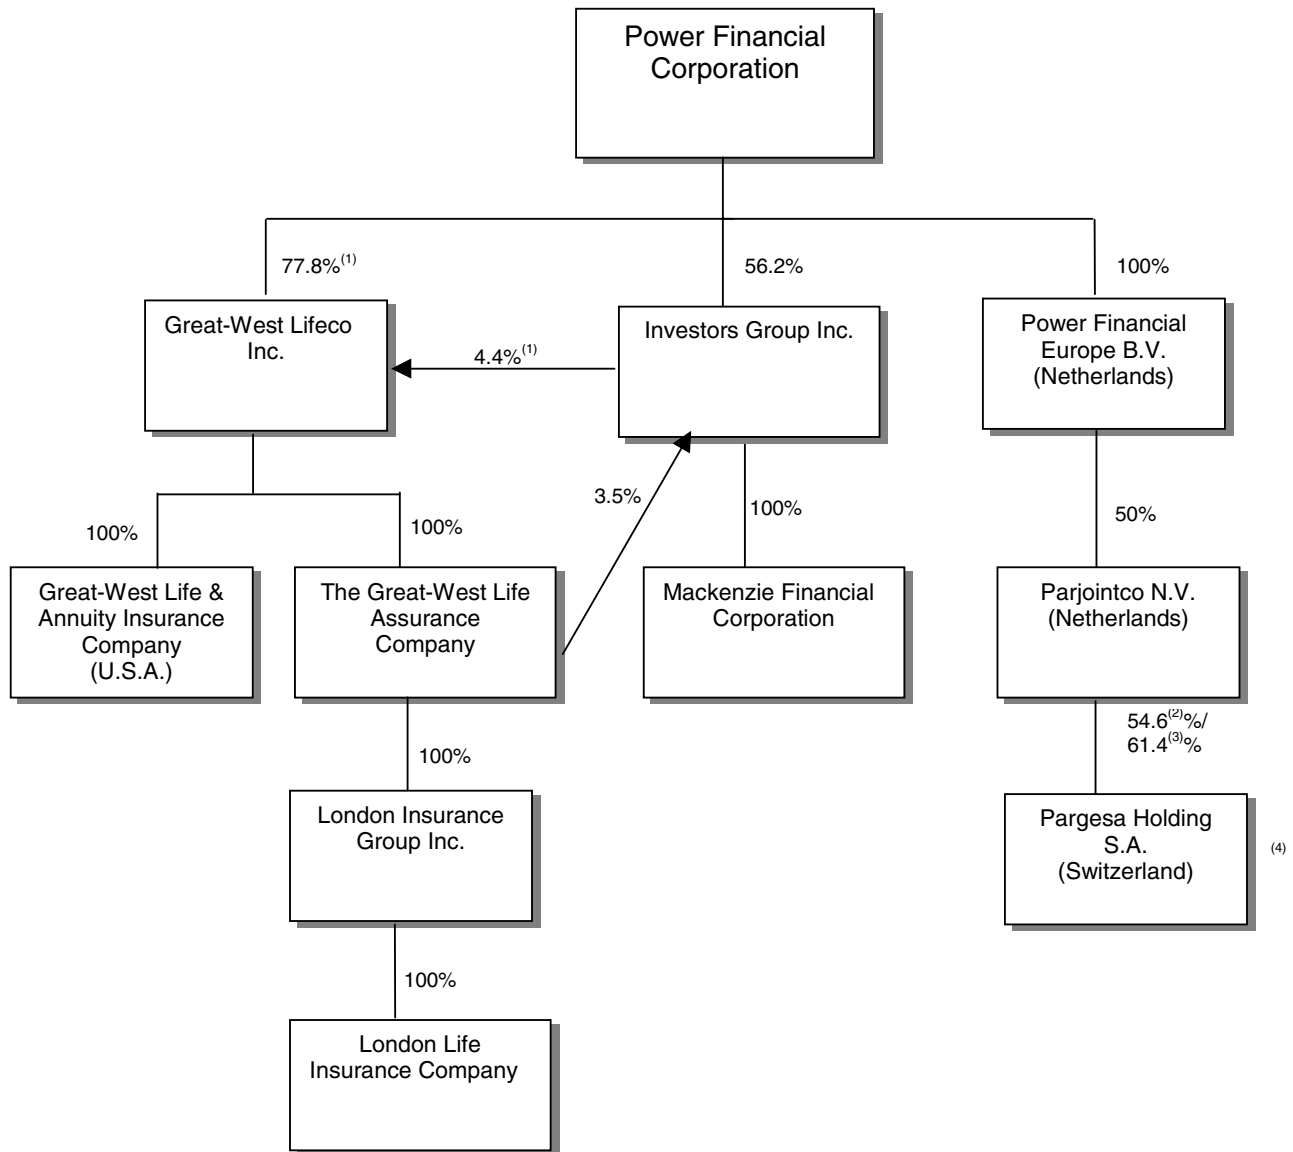 Power Financial
Corporation
77.8%(1)
56.2%
100%
Great-West Lifeco
Inc.
4.4%(1)
Investors Group Inc.
Power Financial
Europe B.V.
(Netherlands)
100%
100%
3.5%
100%
50%
Great-West Life &
Annuity Insurance
Company
(U.S.A.)
The Great-West Life
Assurance
Company
Mackenzie Financial
Corporation
Parjointco N.V.
(Netherlands)
100%
54.6(2)%/
61.4(3)%
London Insurance
Group Inc.
Pargesa Holding
S.A.
(Switzerland)
(4)
100%
London Life
Insurance Company